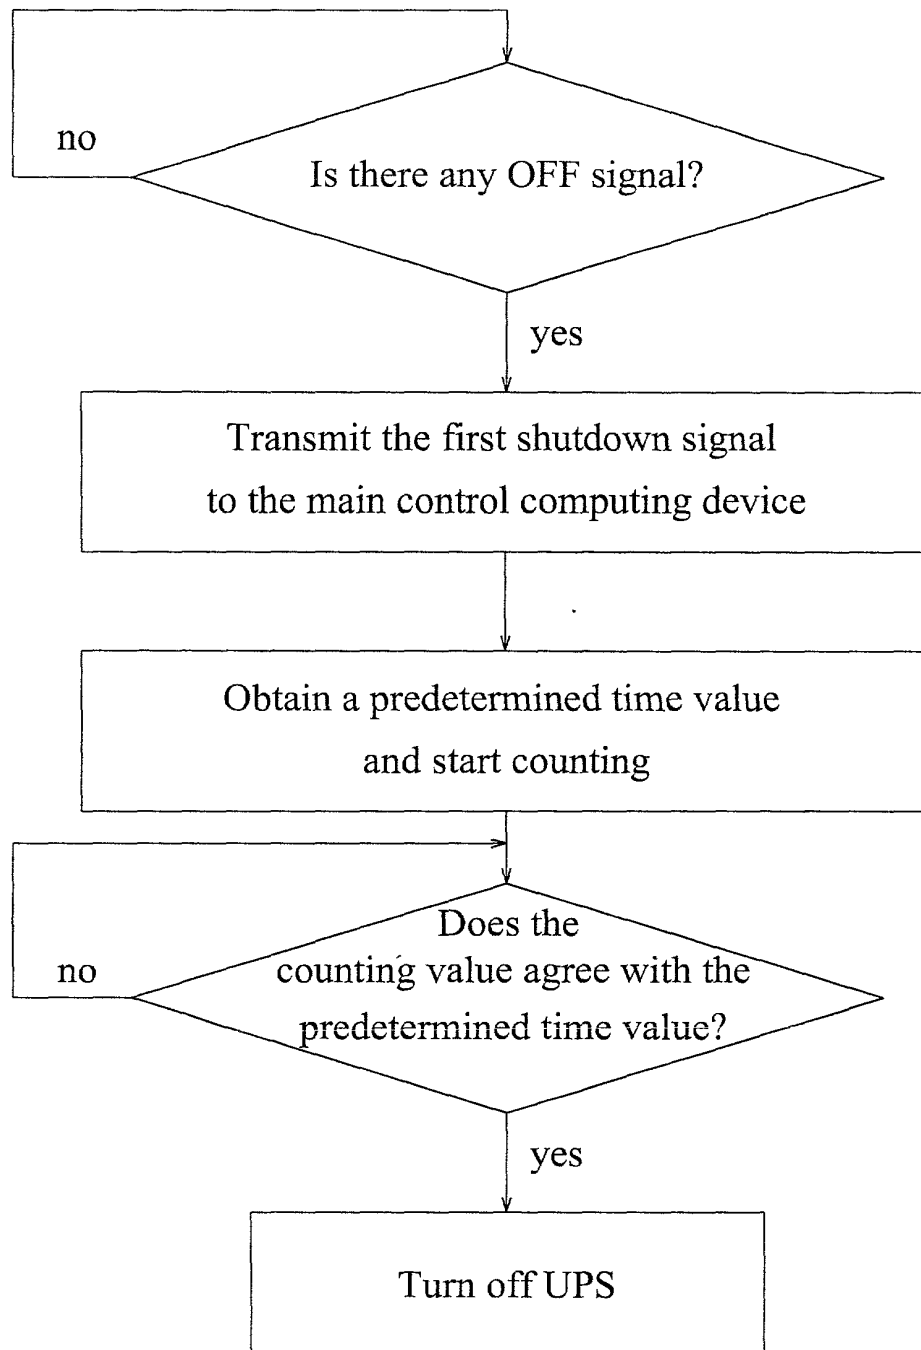 no
Is there any OFF signal?
yes
Transmit the first shutdown signal
to the main control computing device
Obtain a predetermined time value
and start counting
Does the
counting value agree with the
no
predetermined time value?
yes
Turn off UPS